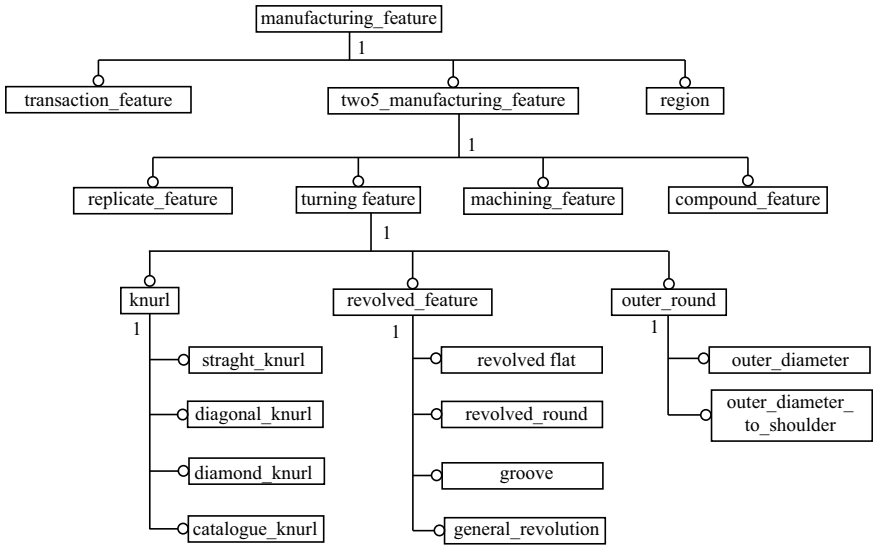 manufacturing_feature
1
transaction_feature
two5_manufacturing_feature
region
1
replicate_feature
turning feature
machining_feature
compound_feature
1
knurl
revolved_feature
outer_round
1
1
1
straght_knurl
revolved flat
outer_diameter
diagonal_knurl
revolved_round
outer_diameter_
to_shoulder
diamond_knurl
groove
catalogue_knurl
general_revolution